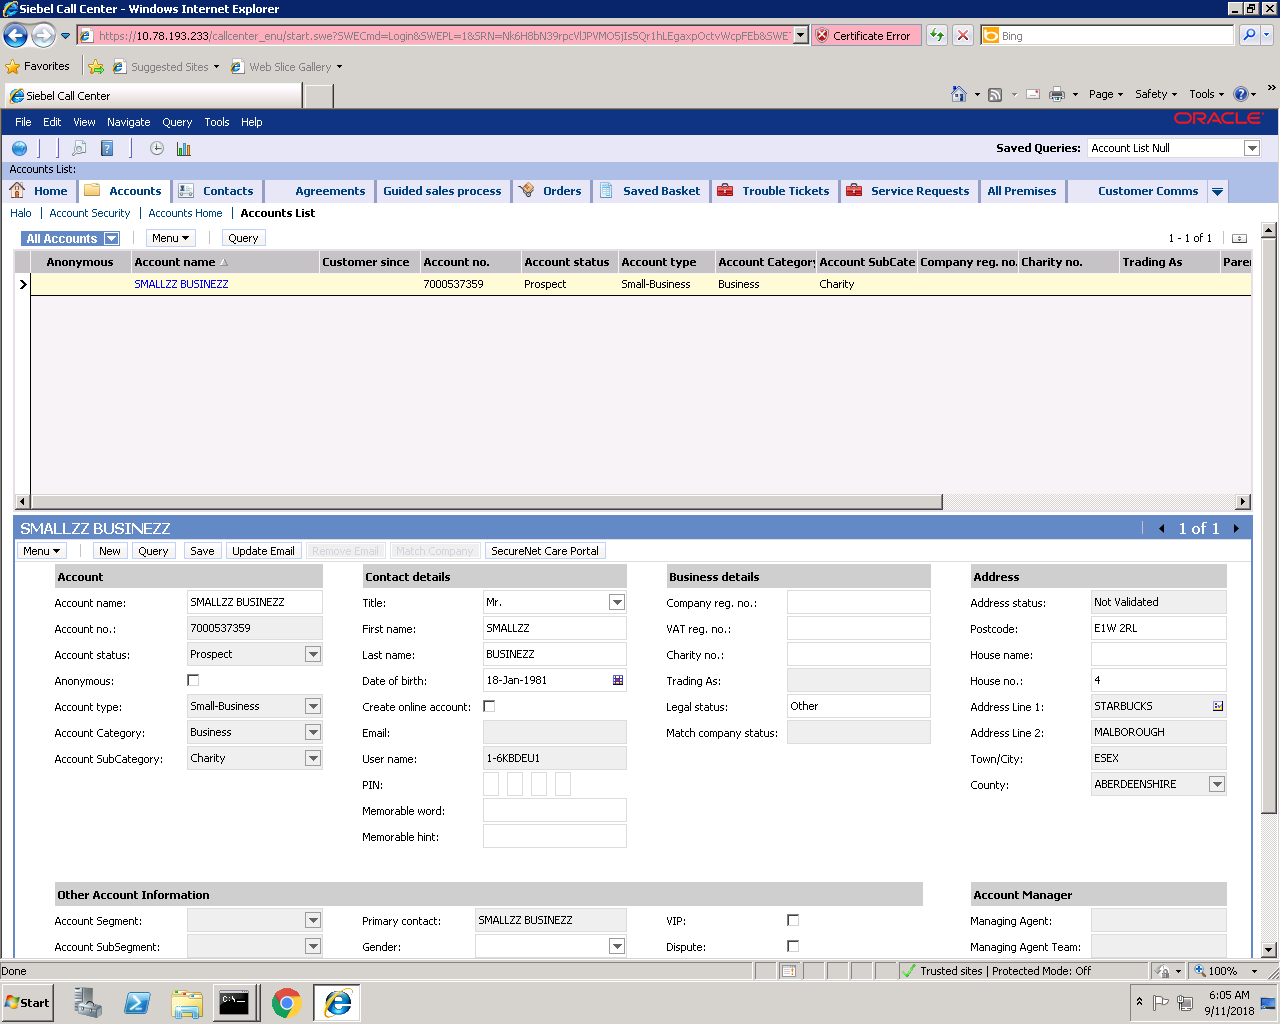 Siebel Call Center - Windows Internet Explorer
https://10.78.193.233/callcenter_enu/start.swe?SWECmd=Login&SWEPL=1&SRN= Certificate Error Bing
Favorites Suggested Sites Web Slice Gallery
Siebel Call Center Page Safety Tools
File Edit View Navigate Query Tools Help ORACLE
Saved Queries: Account List Null
Accounts List:
Home Accounts Contacts Agreements Guided sales process Orders Saved Basket Trouble Tickets Service Requests All Premises Customer Comms
Halo | Account Security | Accounts Home | Accounts List
All Accounts Menu Query 1 - 1 of 1
Anonymous Account name Customer since Account no. Account status Account type Account Category Account SubCate Company reg. no. Charity no. Trading As Pare
SMALLZZ BUSINEZZ 7000537359 Prospect Small-Business Business Charity
SMALLZZ BUSINEZZ 1 of 1
Menu New Query Save Update Email Remove Email Match Company SecureNet Care Portal
Account Contact details Business details Address
Account name: SMALLZZ BUSINEZZ Title: Mr. Company reg. no.: Address status: Not Validated
Account no.: 7000537359 First name: SMALLZZ VAT reg. no.: Postcode: E1W 2RL
Account status: Prospect Last name: BUSINEZZ Charity no.: House name:
Anonymous: Date of birth: 18-Jan-1981 Trading As: House no.: 4
Account type: Small-Business Create online account: Legal status: Other Address Line 1: STARBUCKS
Account Category: Business Email: Match company status: Address Line 2: MALBOROUGH
Account SubCategory: Charity User name: 1-6KBDEU1 Town/City: ESEX
PIN: County: ABERDEENSHIRE
Memorable word:
Memorable hint:
Other Account Information Account Manager
Account Segment: Primary contact: SMALLZZ BUSINEZZ VIP: Managing Agent:
Account SubSegment: Gender: Dispute: Managing Agent Team:
Done Trusted sites | Protected Mode: Off 100%
Start 6:05 AM
9/11/2018